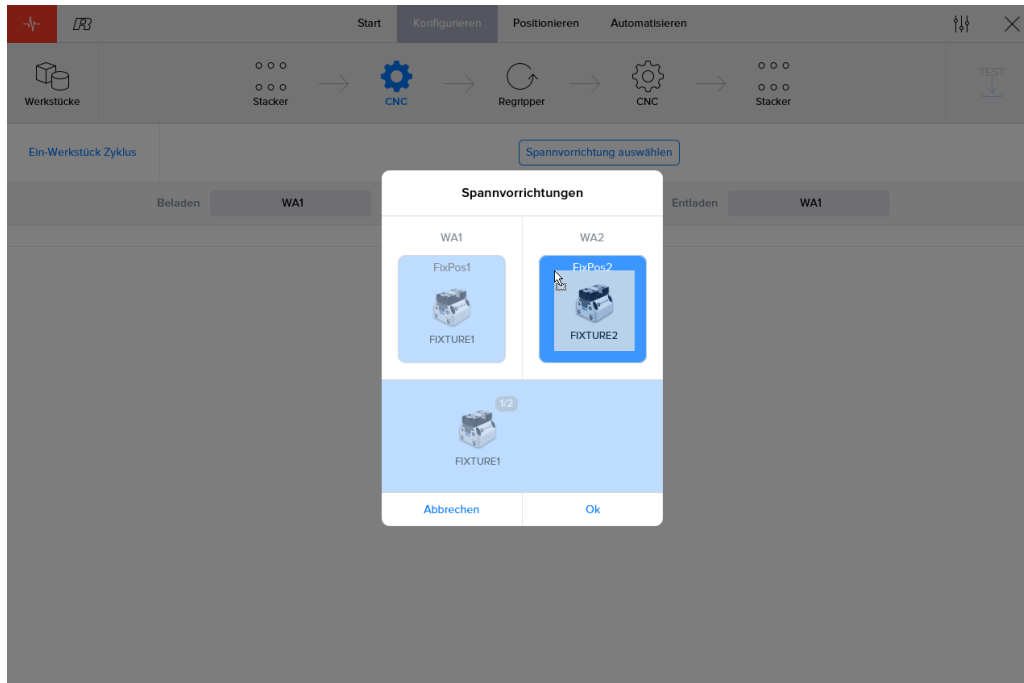 Start
Konfigurieren
Positionieren
Automatisieren
Werkstücke
Stacker
CNC
Regripper
CNC
Stacker
TEST
Ein-Werkstück Zyklus
Spannvorrichtung auswählen
Beladen
WA1
Entladen
WA1
Spannvorrichtungen
WA1
WA2
FixPos1
FixPos2
FIXTURE1
FIXTURE2
1/2
FIXTURE1
Abbrechen
Ok